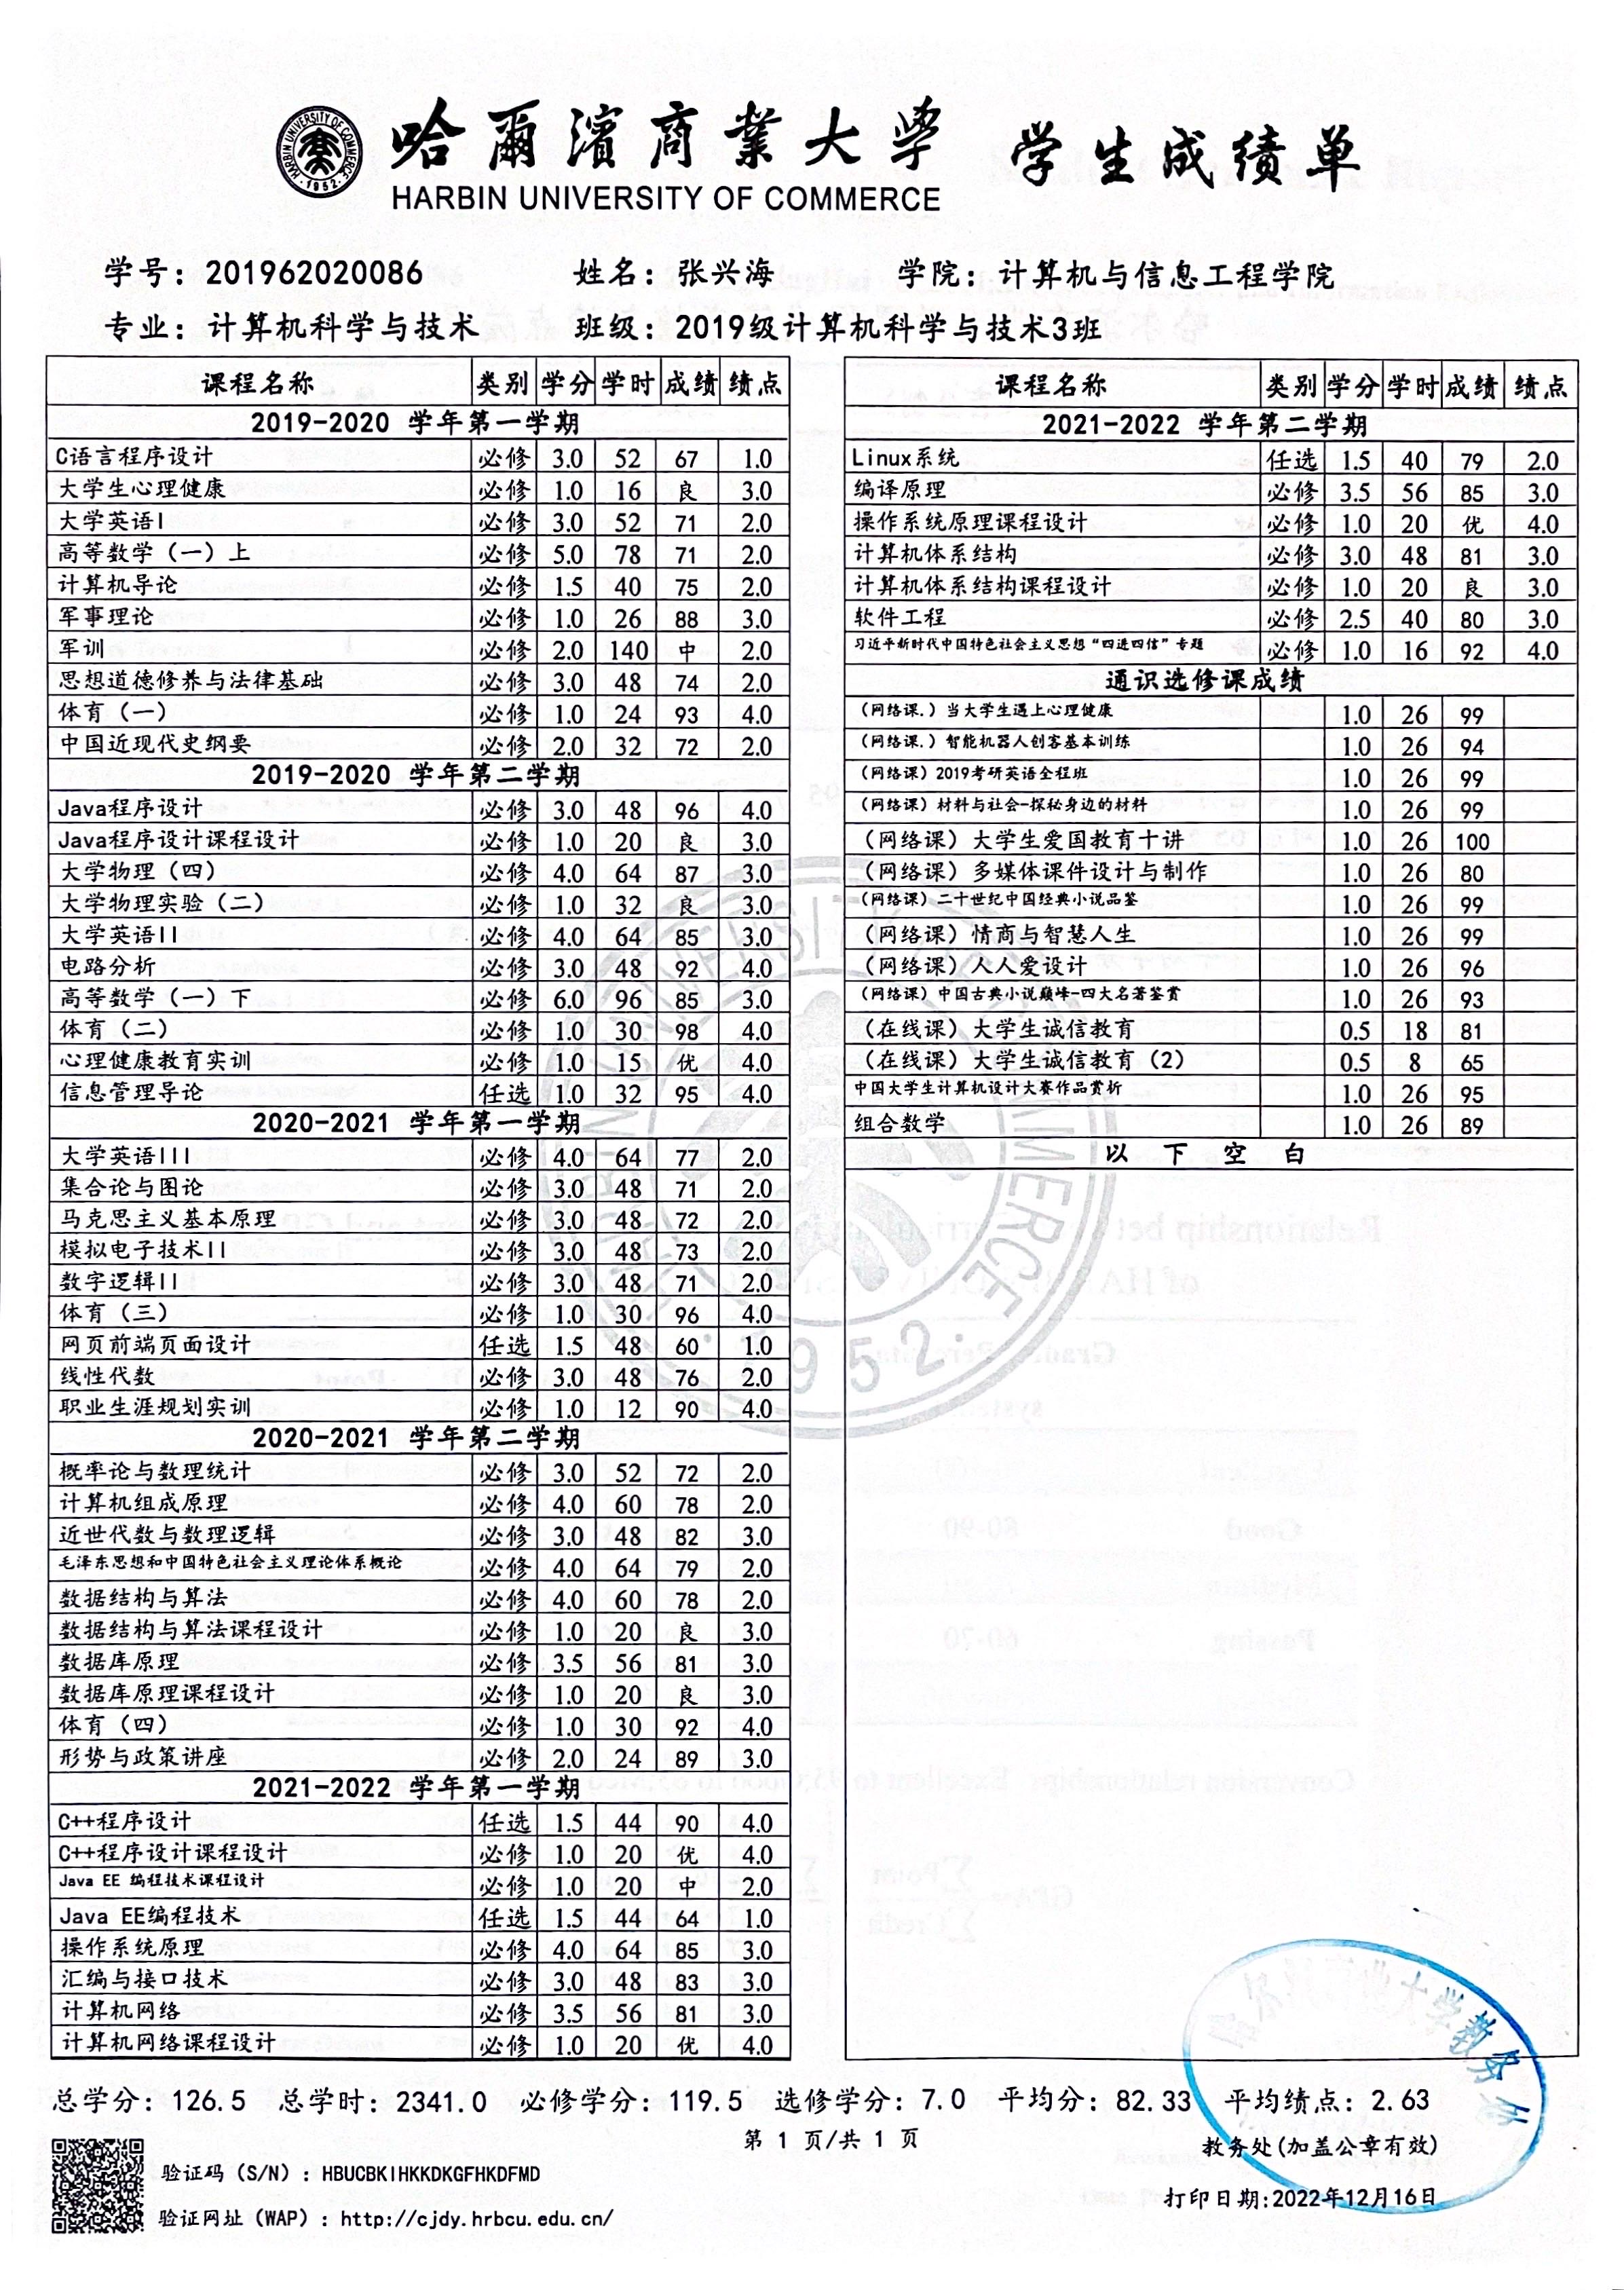 哈爾濱商業大學 学生成绩单
HARBIN UNIVERSITY OF COMMERCE
学号: 201962020086 姓名: 张兴海 学院: 计算机与信息工程学院
专业: 计算机科学与技术 班级: 2019级计算机科学与技术3班
课程名称 类别 学分 学时 成绩 绩点
2019-2020 学年第一学期
C语言程序设计 必修 3.0 52 67 1.0
大学生心理健康 必修 1.0 16 良 3.0
大学英语I 必修 3.0 52 71 2.0
高等数学（一）上 必修 5.0 78 71 2.0
计算机导论 必修 1.5 40 75 2.0
军事理论 必修 1.0 26 88 3.0
军训 必修 2.0 140 中 2.0
思想道德修养与法律基础 必修 3.0 48 74 2.0
体育（一） 必修 1.0 24 93 4.0
中国近现代史纲要 必修 2.0 32 72 2.0
2019-2020 学年第二学期
Java程序设计 必修 3.0 48 96 4.0
Java程序设计课程设计 必修 1.0 20 良 3.0
大学物理（四） 必修 4.0 64 87 3.0
大学物理实验（二） 必修 1.0 32 良 3.0
大学英语II 必修 4.0 64 85 3.0
电路分析 必修 3.0 48 92 4.0
高等数学（一）下 必修 6.0 96 85 3.0
体育（二） 必修 1.0 30 98 4.0
心理健康教育实训 必修 1.0 15 优 4.0
信息管理导论 任选 1.0 32 95 4.0
2020-2021 学年第一学期
大学英语III 必修 4.0 64 77 2.0
集合论与图论 必修 3.0 48 71 2.0
马克思主义基本原理 必修 3.0 48 72 2.0
模拟电子技术II 必修 3.0 48 73 2.0
数字逻辑II 必修 3.0 48 71 2.0
体育（三） 必修 1.0 30 96 4.0
网页前端页面设计 任选 1.5 48 60 1.0
线性代数 必修 3.0 48 76 2.0
职业生涯规划实训 必修 1.0 12 90 4.0
2020-2021 学年第二学期
概率论与数理统计 必修 3.0 52 72 2.0
计算机组成原理 必修 4.0 60 78 2.0
近世代数与数理逻辑 必修 3.0 48 82 3.0
毛泽东思想和中国特色社会主义理论体系概论 必修 4.0 64 79 2.0
数据结构与算法 必修 4.0 60 78 2.0
数据结构与算法课程设计 必修 1.0 20 良 3.0
数据库原理 必修 3.5 56 81 3.0
数据库原理课程设计 必修 1.0 20 良 3.0
体育（四） 必修 1.0 30 92 4.0
形势与政策讲座 必修 2.0 24 89 3.0
2021-2022 学年第一学期
C++程序设计 任选 1.5 44 90 4.0
C++程序设计课程设计 必修 1.0 20 优 4.0
Java EE 编程技术课程设计 必修 1.0 20 中 2.0
Java EE编程技术 任选 1.5 44 64 1.0
操作系统原理 必修 4.0 64 85 3.0
汇编与接口技术 必修 3.0 48 83 3.0
计算机网络 必修 3.5 56 81 3.0
计算机网络课程设计 必修 1.0 20 优 4.0
课程名称 类别 学分 学时 成绩 绩点
2021-2022 学年第二学期
Linux系统 任选 1.5 40 79 2.0
编译原理 必修 3.5 56 85 3.0
操作系统原理课程设计 必修 1.0 20 优 4.0
计算机体系结构 必修 3.0 48 81 3.0
计算机体系结构课程设计 必修 1.0 20 良 3.0
软件工程 必修 2.5 40 80 3.0
习近平新时代中国特色社会主义思想“四进四信”专题 必修 1.0 16 92 4.0
通识选修课成绩
（网络课.）当大学生遇上心理健康 1.0 26 99
（网络课.）智能机器人创客基本训练 1.0 26 94
（网络课）2019考研英语全程班 1.0 26 99
（网络课）材料与社会-探秘身边的材料 1.0 26 99
（网络课）大学生爱国教育十讲 1.0 26 100
（网络课）多媒体课件设计与制作 1.0 26 80
（网络课）二十世纪中国经典小说品鉴 1.0 26 99
（网络课）情商与智慧人生 1.0 26 99
（网络课）人人爱设计 1.0 26 96
（网络课）中国古典小说巅峰-四大名著鉴赏 1.0 26 93
（在线课）大学生诚信教育 0.5 18 81
（在线课）大学生诚信教育（2） 0.5 8 65
中国大学生计算机设计大赛作品赏析 1.0 26 95
组合数学 1.0 26 89
以 下 空 白
总学分: 126.5 总学时: 2341.0 必修学分: 119.5 选修学分: 7.0 平均分: 82.33 平均绩点: 2.63
第 1 页/共 1 页
教务处(加盖公章有效)
验证码（S/N）: HBUCBKIHKKDKGFHKDFMD
打印日期:2022年12月16日
验证网址（WAP）: http://cjdy.hrbcu.edu.cn/